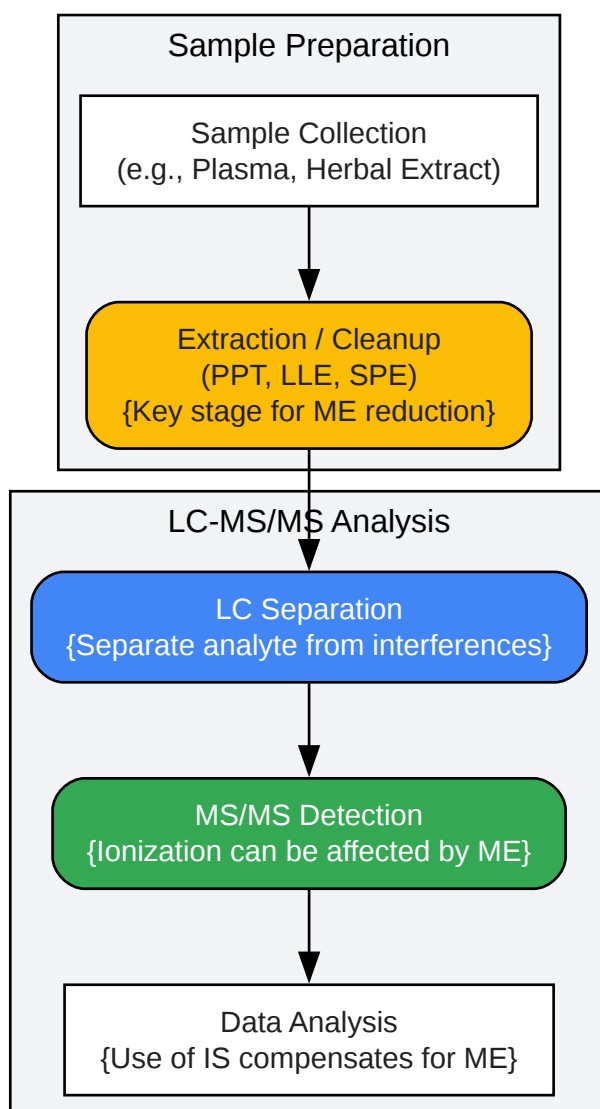 Sample Preparation
Sample Collection
(e.g., Plasma, Herbal Extract)
Extraction / Cleanup
(PPT, LLE, SPE)
{Key stage for ME reduction}
LC-MS/MS Analysis
LC Separation
{Separate analyte from interferences}
MS/MS Detection
{Ionization can be affected by ME}
Data Analysis
{Use of IS compensates for ME}